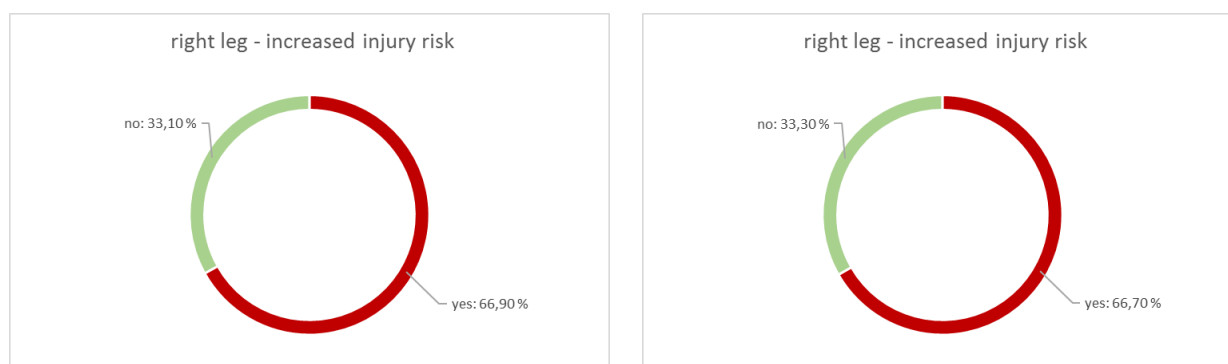 right leg - increased injury risk
no: 33,10 %
yes: 66,90 %
right leg - increased injury risk
no: 33,30 %
yes: 66,70 %